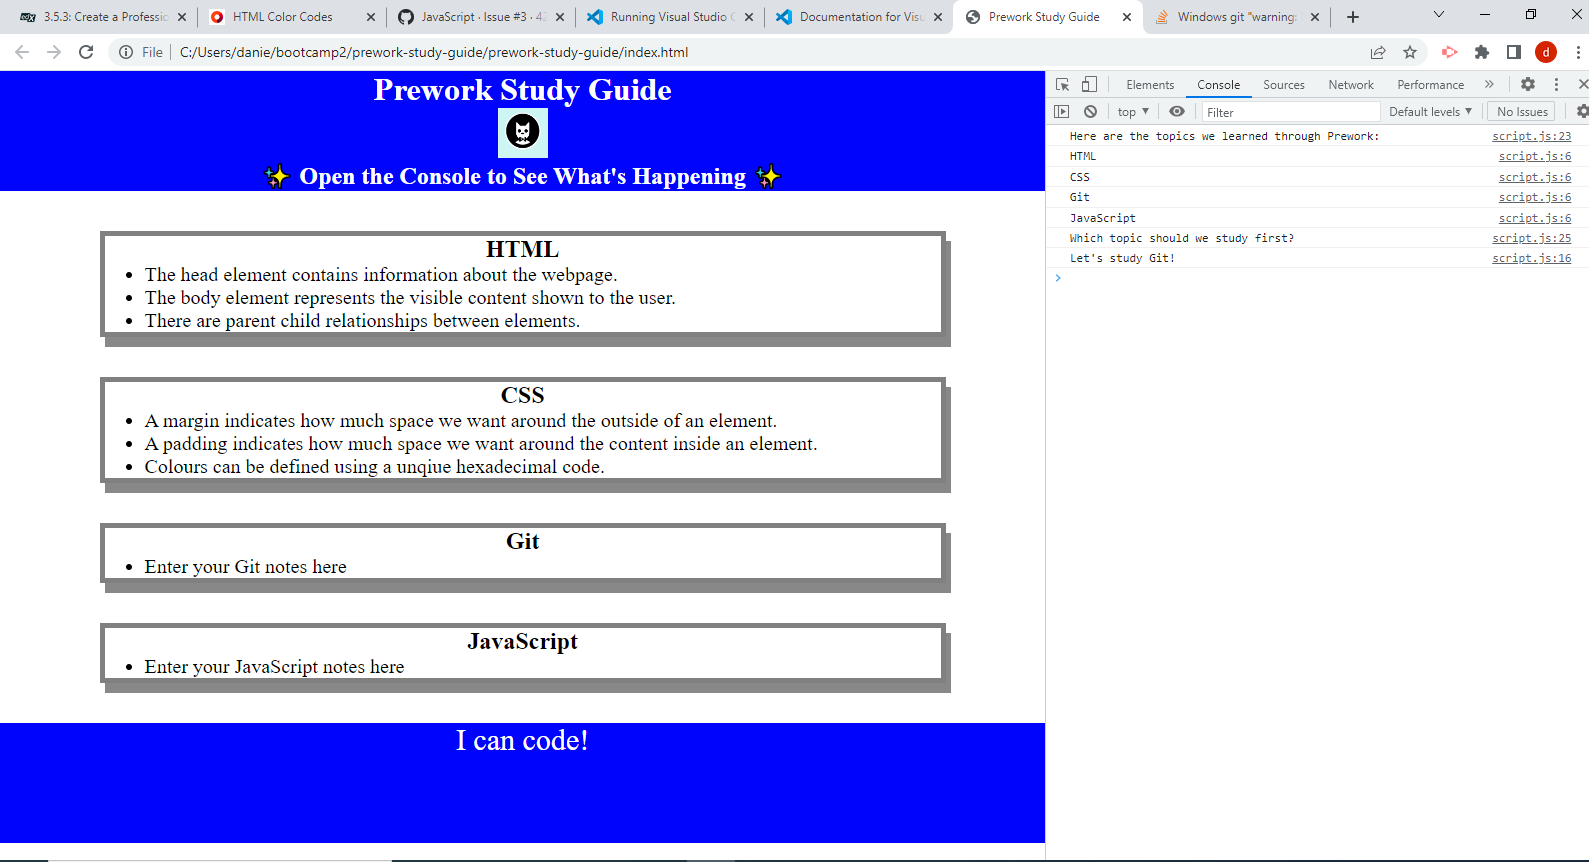 3.5.3: Create a Professio
HTML Color Codes
JavaScript · Issue #3 · 42
Running Visual Studio C
Documentation for Visu
Prework Study Guide
Windows git "warning:
File
C:/Users/danie/bootcamp2/prework-study-guide/prework-study-guide/index.html
d
Prework Study Guide
✨ Open the Console to See What's Happening ✨
HTML
• The head element contains information about the webpage.
• The body element represents the visible content shown to the user.
• There are parent child relationships between elements.
CSS
• A margin indicates how much space we want around the outside of an element.
• A padding indicates how much space we want around the content inside an element.
• Colours can be defined using a unqiue hexadecimal code.
Git
• Enter your Git notes here
JavaScript
• Enter your JavaScript notes here
I can code!
Elements Console Sources Network Performance »
top Filter Default levels No Issues
Here are the topics we learned through Prework: script.js:23
HTML script.js:6
CSS script.js:6
Git script.js:6
JavaScript script.js:6
Which topic should we study first? script.js:25
Let's study Git! script.js:16
>